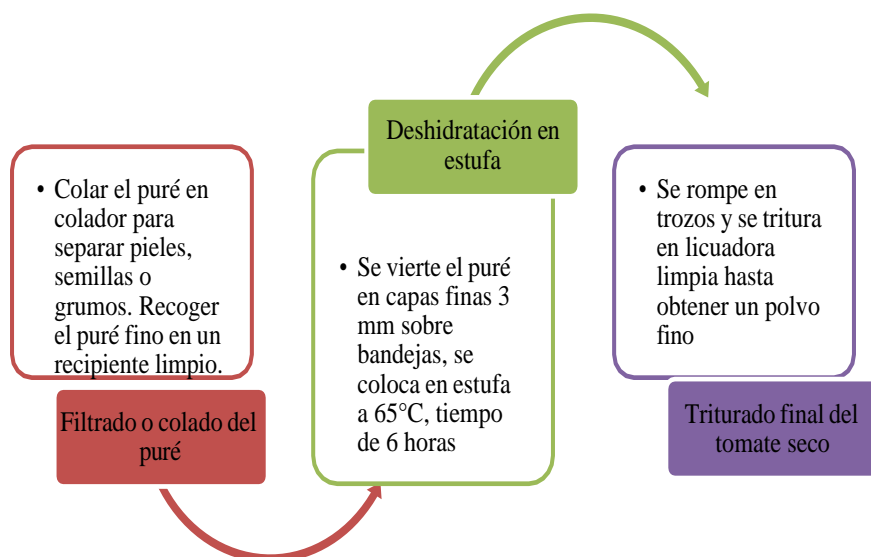 • Colar el puré en
colador para
separar pieles,
semillas o
grumos. Recoger
el puré fino en un
recipiente limpio.
Filtrado o colado del
puré
Deshidratación en
estufa
• Se vierte el puré
en capas finas 3
mm sobre
bandejas, se
coloca en estufa
a 65°C, tiempo
de 6 horas
• Se rompe en
trozos y se tritura
en licuadora
limpia hasta
obtener un polvo
fino
Triturado final del
tomate seco